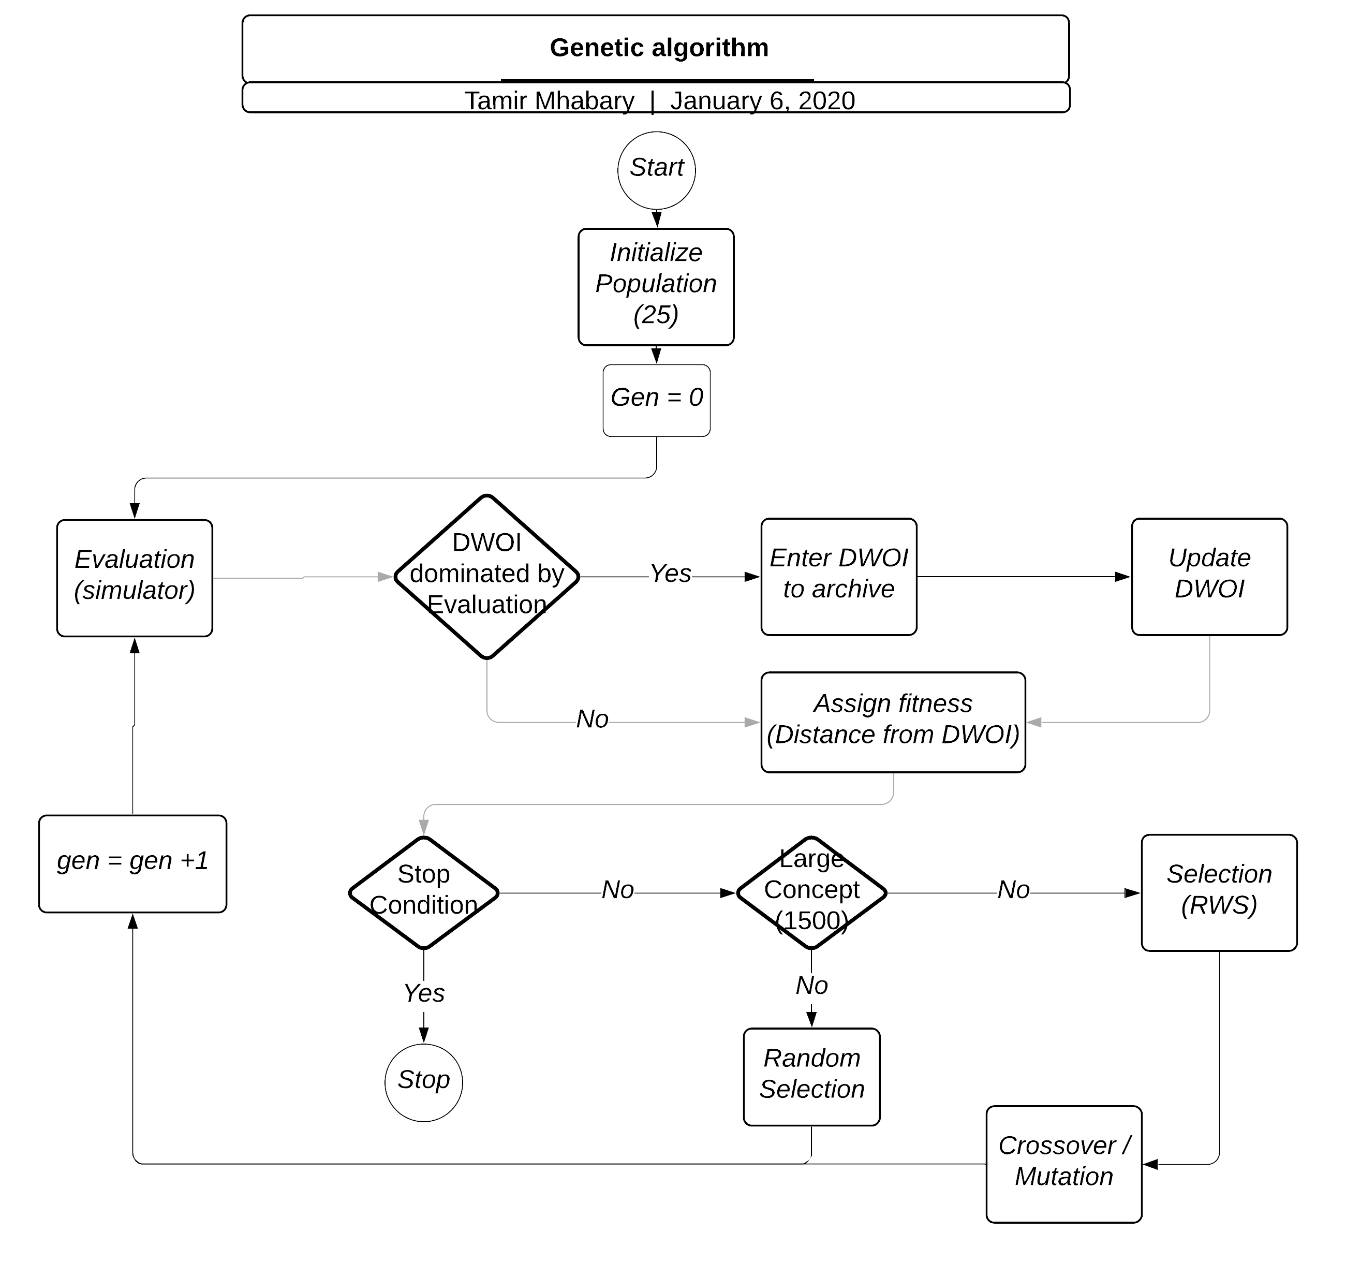 Genetic algorithm
Tamir Mhabary | January 6, 2020
Start
Initialize
Population
(25)
Gen = 0
Evaluation
(simulator)
DWOI
dominated by
Evaluation
Yes
Enter DWOI
to archive
Update
DWOI
No
Assign fitness
(Distance from DWOI)
gen = gen +1
Stop
Condition
No
Large
Concept
(1500)
No
Selection
(RWS)
Yes
No
Stop
Random
Selection
Crossover /
Mutation